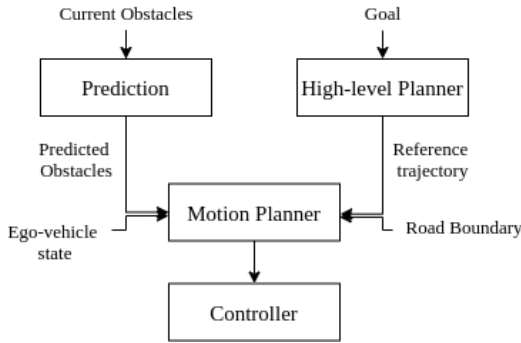 Current Obstacles
Goal
Prediction
High-level Planner
Predicted
Obstacles
Reference
trajectory
Motion Planner
Ego-vehicle
state
Road Boundary
Controller